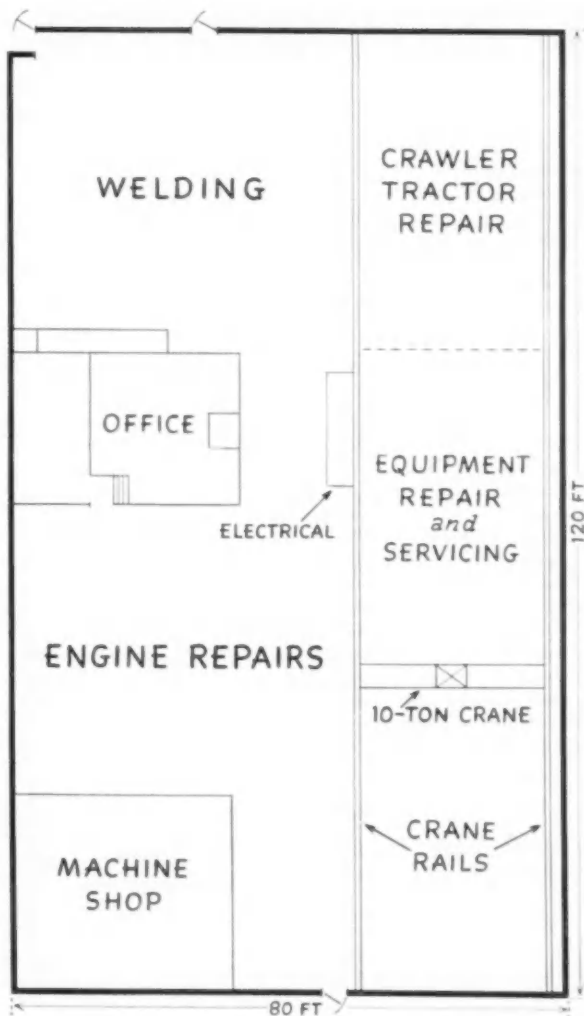 WELDING
CRAWLER
TRACTOR
REPAIR
OFFICE
ELECTRICAL
EQUIPMENT
REPAIR
and
SERVICING
120 FT
ENGINE REPAIRS
10-TON CRANE
CRANE
RAILS
MACHINE
SHOP
80 FT